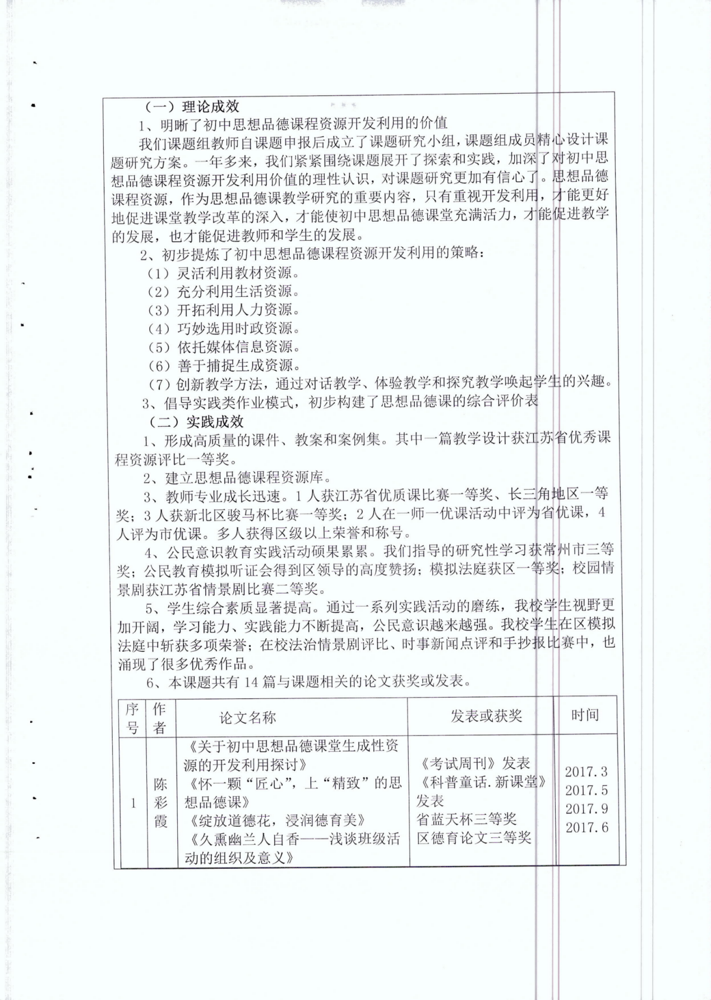 （一）理论成效
1、明晰了初中思想品德课程资源开发利用的价值
我们课题组教师自课题申报后成立了课题研究小组，课题组成员精心设计课
题研究方案。一年多来，我们紧紧围绕课题展开了探索和实践，加深了对初中思
想品德课程资源开发利用价值的理性认识，对课题研究更加有信心了。思想品德
课程资源，作为思想品德课教学研究的重要内容，只有重视开发利用，才能更好
地促进课堂教学改革的深入，才能使初中思想品德课堂充满活力，才能促进教学
的发展，也才能促进教师和学生的发展。
2、初步提炼了初中思想品德课程资源开发利用的策略：
（1）灵活利用教材资源。
（2）充分利用生活资源。
（3）开拓利用人力资源。
（4）巧妙选用时政资源。
（5）依托媒体信息资源。
（6）善于捕捉生成资源。
（7）创新教学方法，通过对话教学、体验教学和探究教学唤起学生的兴趣。
3、倡导实践类作业模式，初步构建了思想品德课的综合评价表
（二）实践成效
1、形成高质量的课件、教案和案例集。其中一篇教学设计获江苏省优秀课
程资源评比一等奖。
2、建立思想品德课程资源库。
3、教师专业成长迅速。1 人获江苏省优质课比赛一等奖、长三角地区一等
奖；3 人获新北区骏马杯比赛一等奖；2 人在一师一优课活动中评为省优课，4
人评为市优课。多人获得区级以上荣誉和称号。
4、公民意识教育实践活动硕果累累。我们指导的研究性学习获常州市三等
奖；公民教育模拟听证会得到区领导的高度赞扬；模拟法庭获区一等奖；校园情
景剧获江苏省情景剧比赛二等奖。
5、学生综合素质显著提高。通过一系列实践活动的磨练，我校学生视野更
加开阔，学习能力、实践能力不断提高，公民意识越来越强。我校学生在区模拟
法庭中斩获多项荣誉；在校法治情景剧评比、时事新闻点评和手抄报比赛中，也
涌现了很多优秀作品。
6、本课题共有 14 篇与课题相关的论文获奖或发表。
序号 作者 论文名称 发表或获奖 时间
1 陈彩霞
《关于初中思想品德课堂生成性资
源的开发利用探讨》
《怀一颗“匠心”，上“精致”的思
想品德课》
《绽放道德花，浸润德育美》
《久熏幽兰人自香——浅谈班级活
动的组织及意义》
《考试周刊》发表
《科普童话.新课堂》
发表
省蓝天杯三等奖
区德育论文三等奖
2017.3
2017.5
2017.9
2017.6